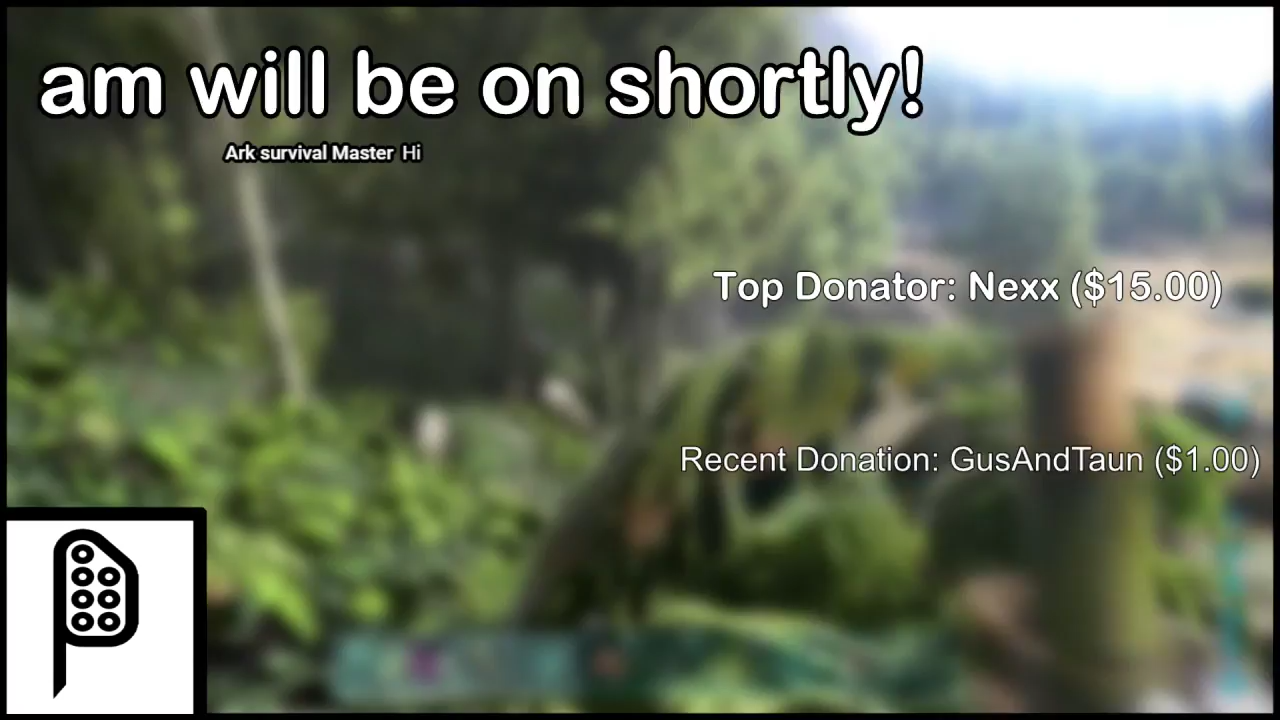 am will be on shortly!
Ark survival Master Hi
Top Donator: Nexx ($15.00)
Recent Donation: GusAndTaun ($1.00)